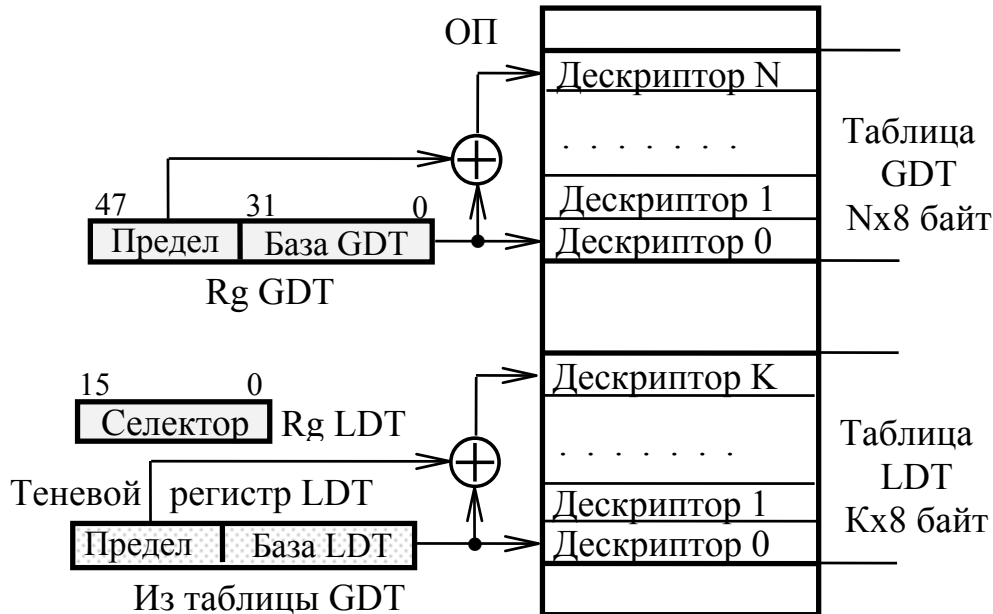 ОП
Дескриптор N
. . . . . . .
Дескриптор 1
Дескриптор 0
Таблица
GDT
Nx8 байт
47 31 0
Предел База GDT
Rg GDT
15 0
Селектор Rg LDT
Теневой регистр LDT
Предел База LDT
Из таблицы GDT
Дескриптор K
. . . . . . .
Дескриптор 1
Дескриптор 0
Таблица
LDT
Кx8 байт